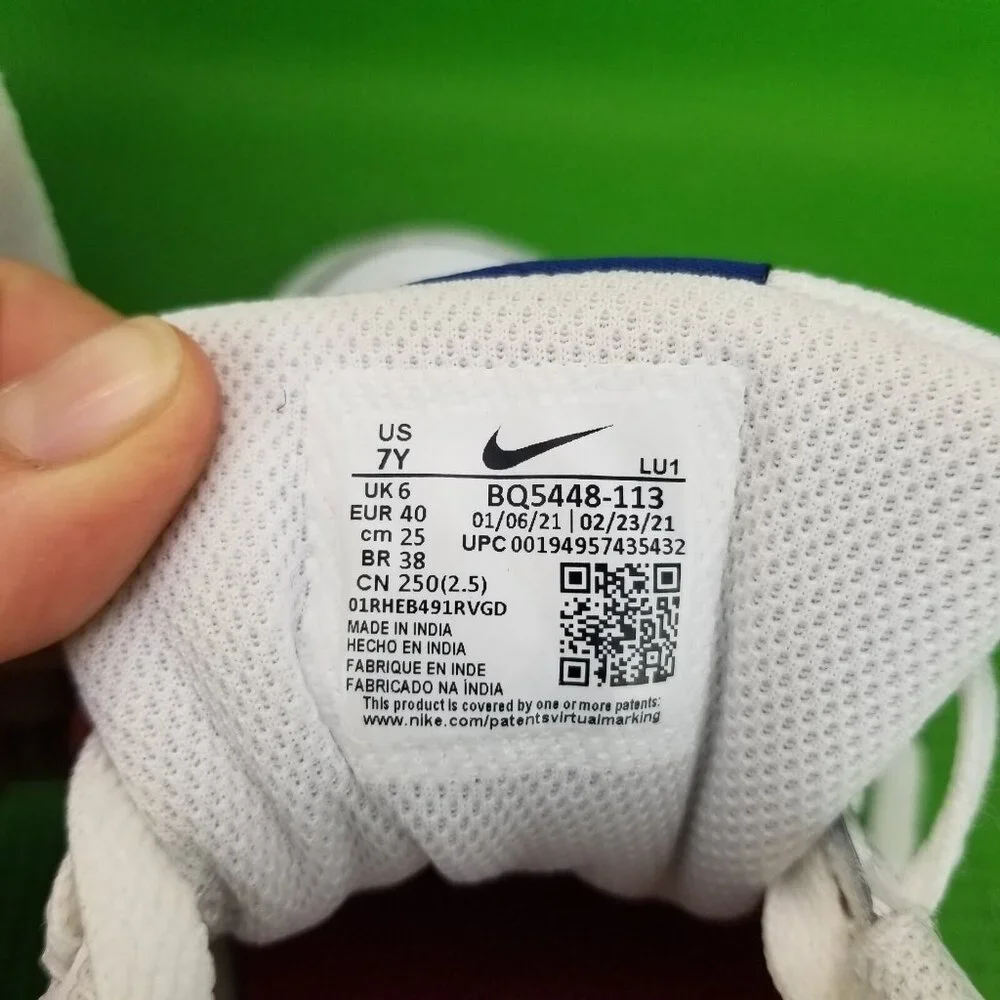 US
7Y
LU1
UK 6
EUR 40
cm 25
BR 38
CN 250(2.5)
BQ5448-113
01/06/21 | 02/23/21
UPC 00194957435432
01RHEB491RVGD
MADE IN INDIA
HECHO EN INDIA
FABRIQUE EN INDE
FABRICADO NA ÍNDIA
This product is covered by one or more patents:
www.nike.com/patentsvirtualmarking